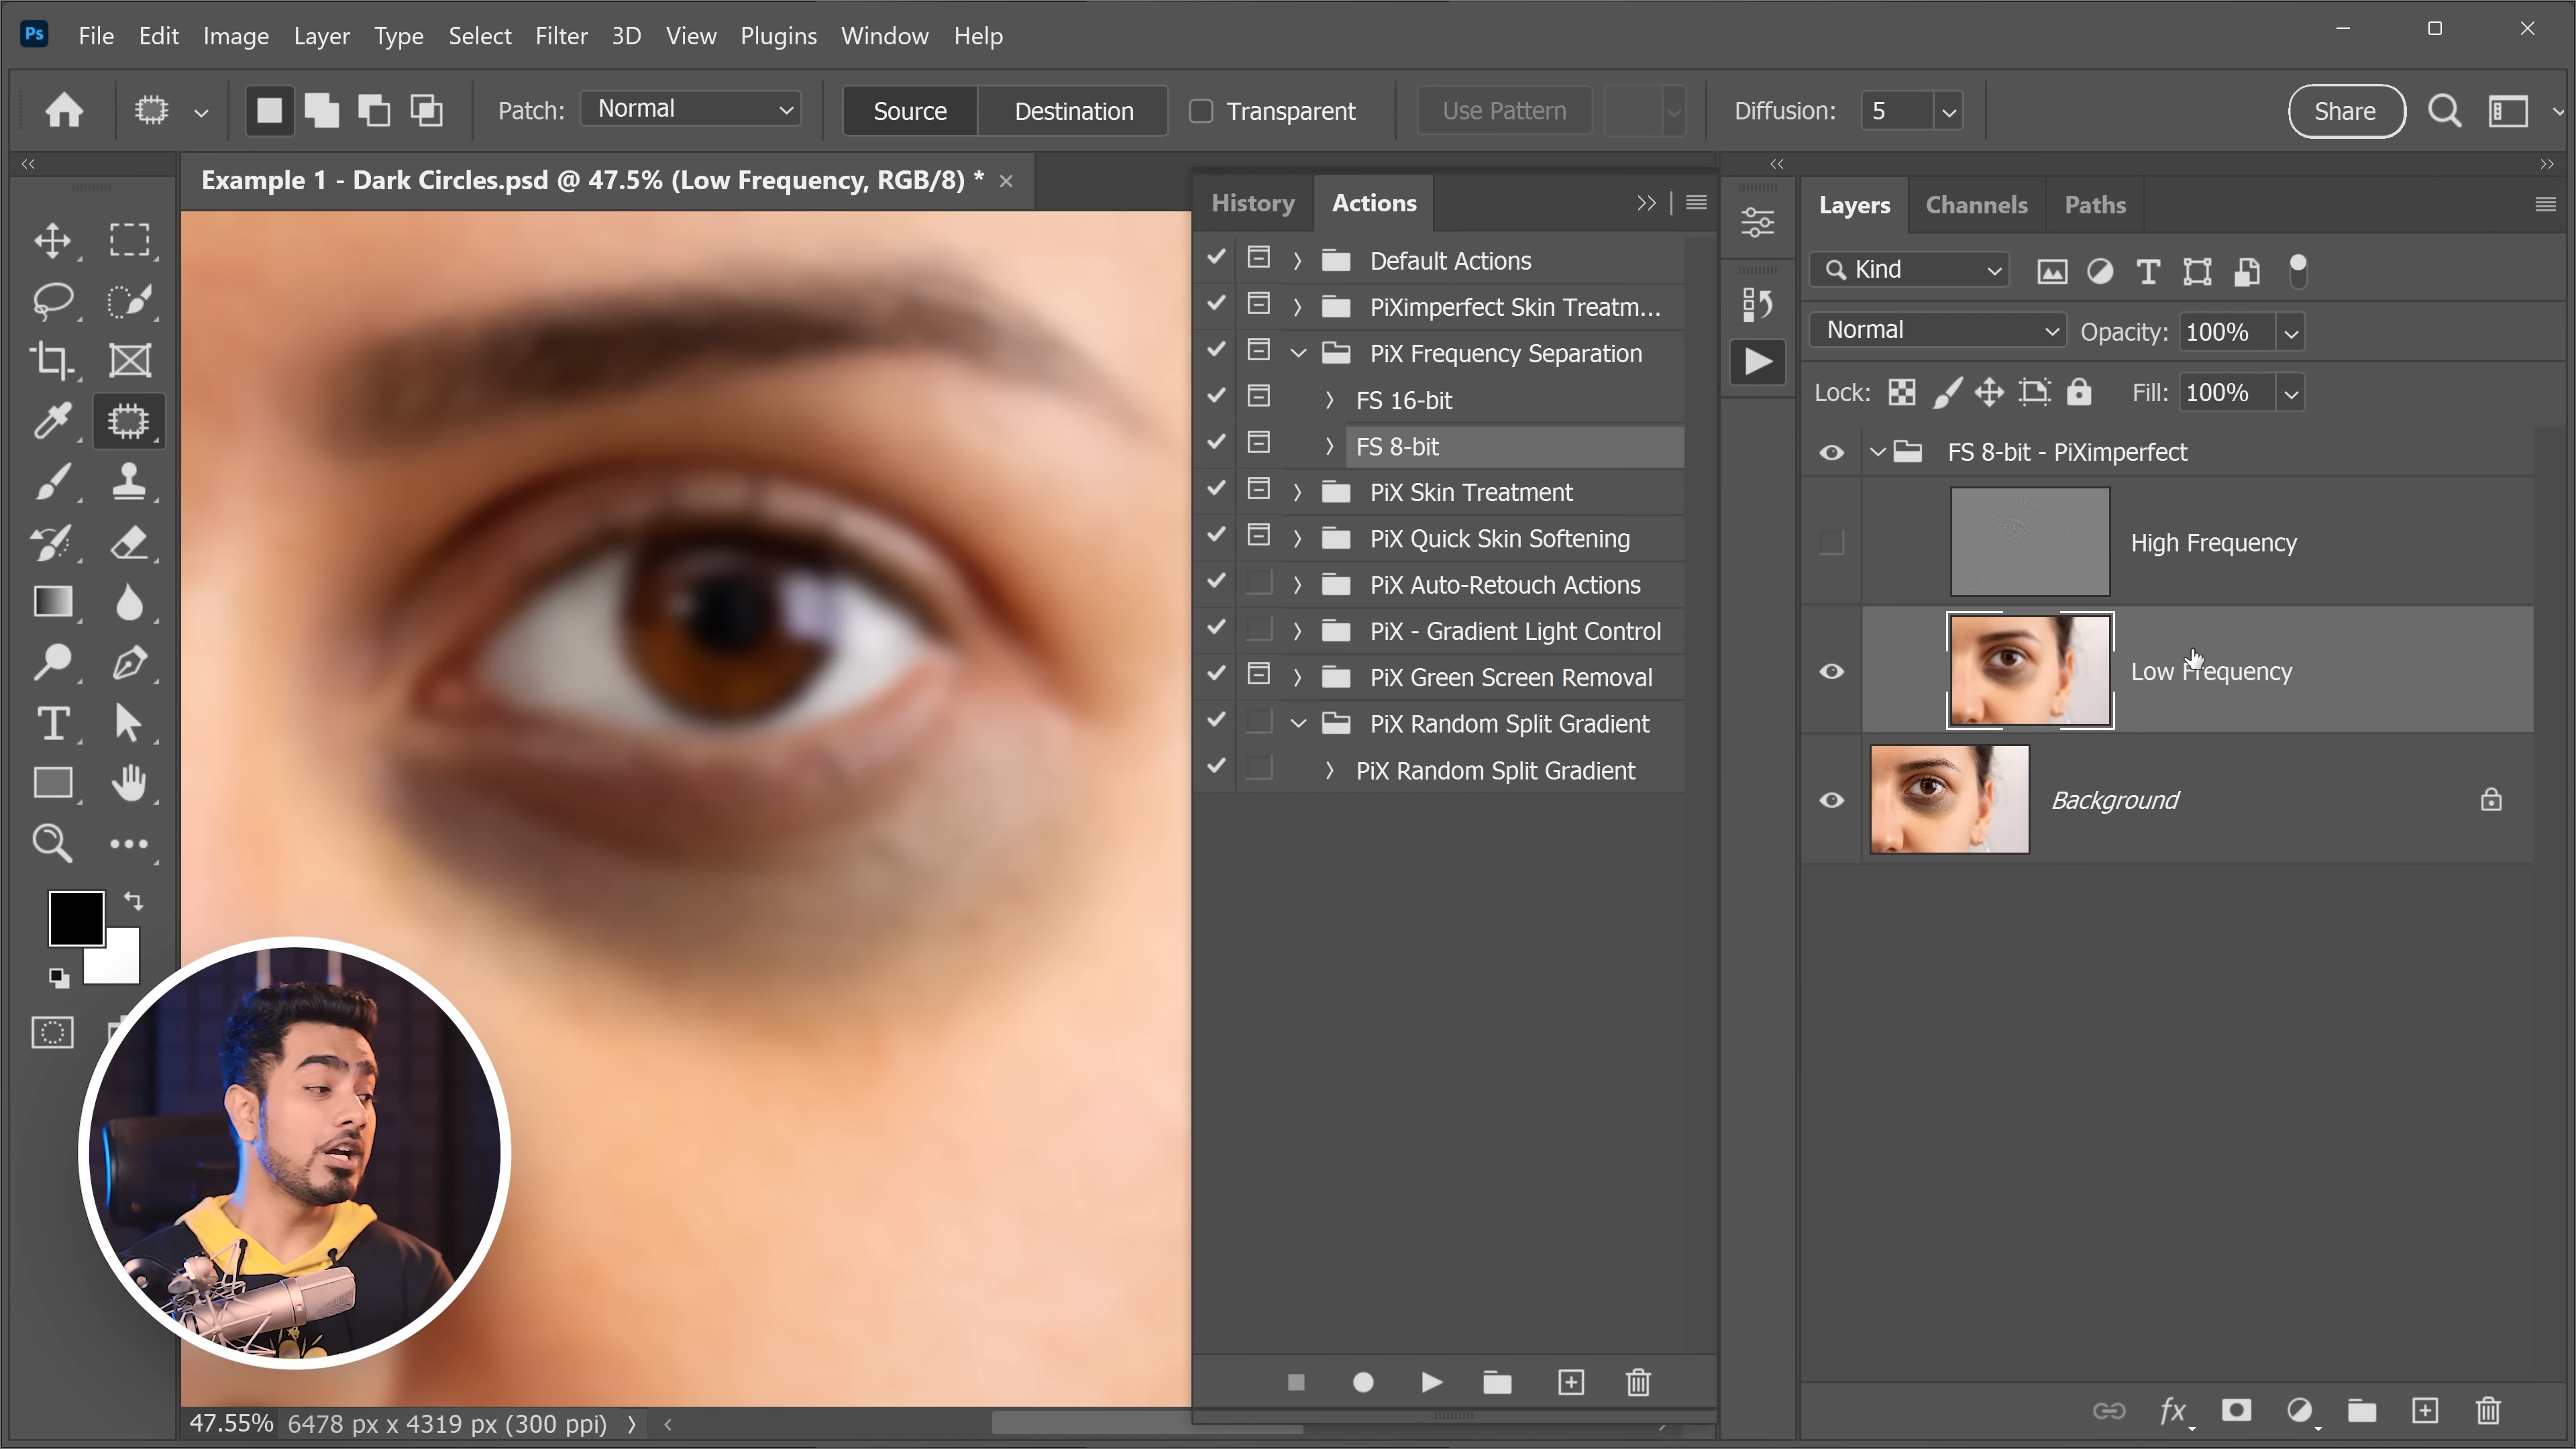 Ps File Edit Image Layer Type Select Filter 3D View Plugins Window Help
Patch: Normal Source Destination Transparent Use Pattern Diffusion: 5 Share
Example 1 - Dark Circles.psd @ 47.5% (Low Frequency, RGB/8) *
History Actions
Default Actions
PiXimperfect Skin Treatm...
PiX Frequency Separation
FS 16-bit
FS 8-bit
PiX Skin Treatment
PiX Quick Skin Softening
PiX Auto-Retouch Actions
PiX - Gradient Light Control
PiX Green Screen Removal
PiX Random Split Gradient
PiX Random Split Gradient
Layers Channels Paths
Kind
Normal Opacity: 100%
Lock: Fill: 100%
FS 8-bit - PiXimperfect
High Frequency
Low Frequency
Background
fx
47.55% 6478 px x 4319 px (300 ppi)